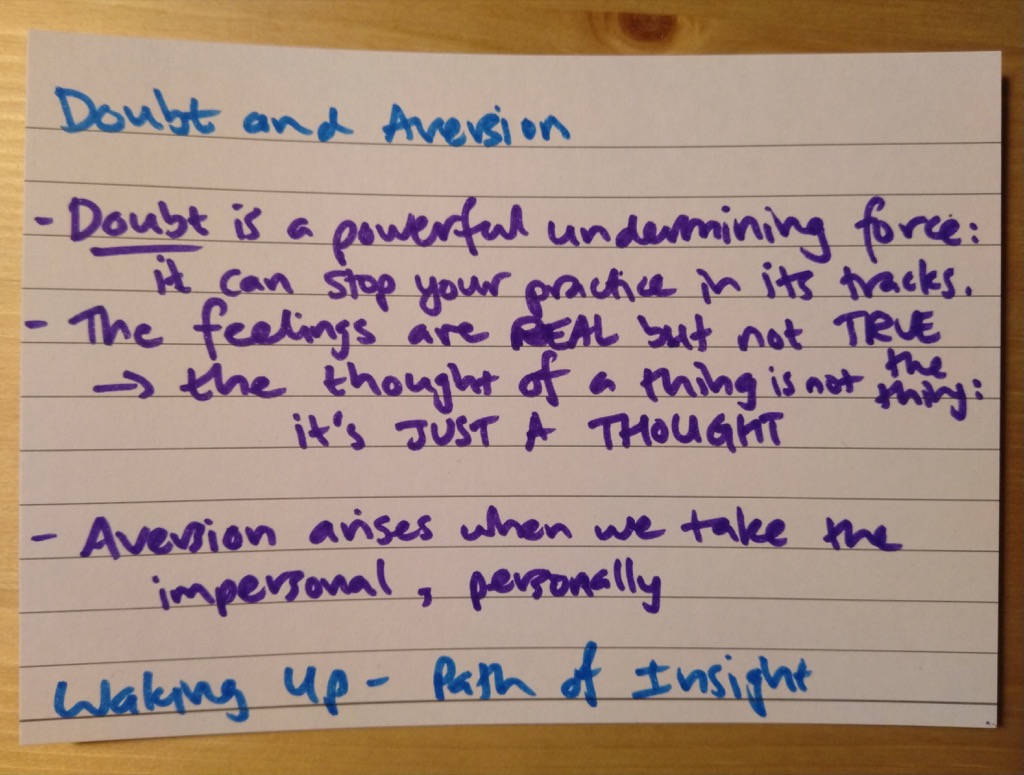 Doubt and Aversion
- Doubt is a powerful undermining force:
it can stop your practice in its tracks.
- The feelings are REAL but not TRUE
→ the thought of a thing is not the thing:
it's JUST A THOUGHT
- Aversion arises when we take the
impersonal, personally
Waking Up - Path of Insight